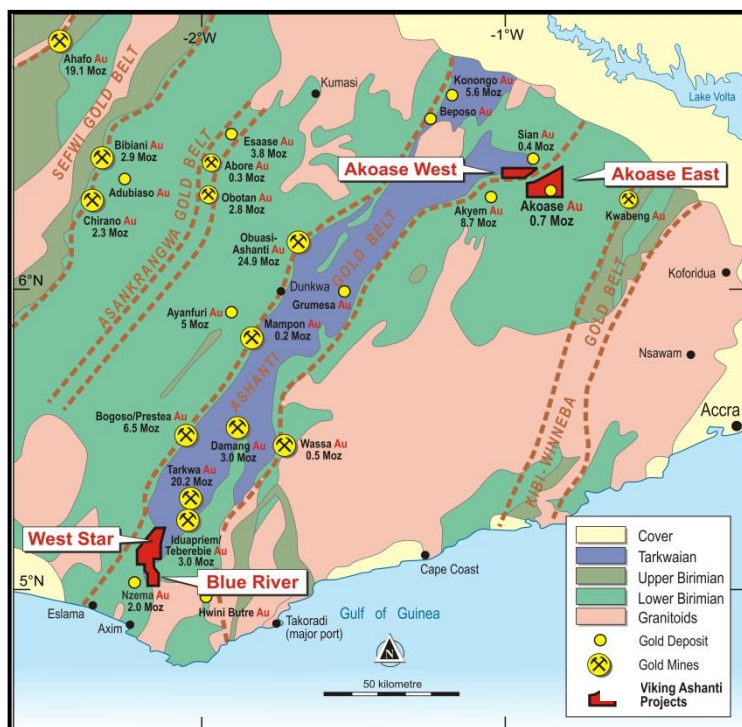 -2°W
-1°W
Ahafo Au
19.1 Moz
SEFWI GOLD BELT
Kumasi
Konongo Au
5.6 Moz
Beposo Au
Lake Volta
Bibiani Au
2.9 Moz
Adubiaso Au
Chirano Au
2.3 Moz
Esaase Au
3.8 Moz
Abore Au
0.3 Moz
Obotan Au
2.8 Moz
ASANKRANGWA GOLD BELT
Sian Au
0.4 Moz
Akoase West
Akoase East
Akoase Au
0.7 Moz
Akyem Au
8.7 Moz
Kwabeng Au
Obuasi-
Ashanti Au
24.9 Moz
6°N
Dunkwa
Grumesa Au
ASHANTI GOLD BELT
Koforidua
Ayanfuri Au
5 Moz
Mampon Au
0.2 Moz
Nsawam
KIBI-WINNEBA GOLD BELT
Accra
Bogoso/Prestea Au
6.5 Moz
Damang Au
3.0 Moz
Wassa Au
0.5 Moz
Tarkwa Au
20.2 Moz
Iduapriem/
Teberebie Au
3.0 Moz
West Star
Blue River
5°N
Nzema Au
2.0 Moz
Hwini Butre Au
Eslama
Axim
Takoradi
(major port)
Cape Coast
Gulf of Guinea
N
50 kilometre
Cover
Tarkwaian
Upper Birimian
Lower Birimian
Granitoids
Gold Deposit
Gold Mines
Viking Ashanti
Projects